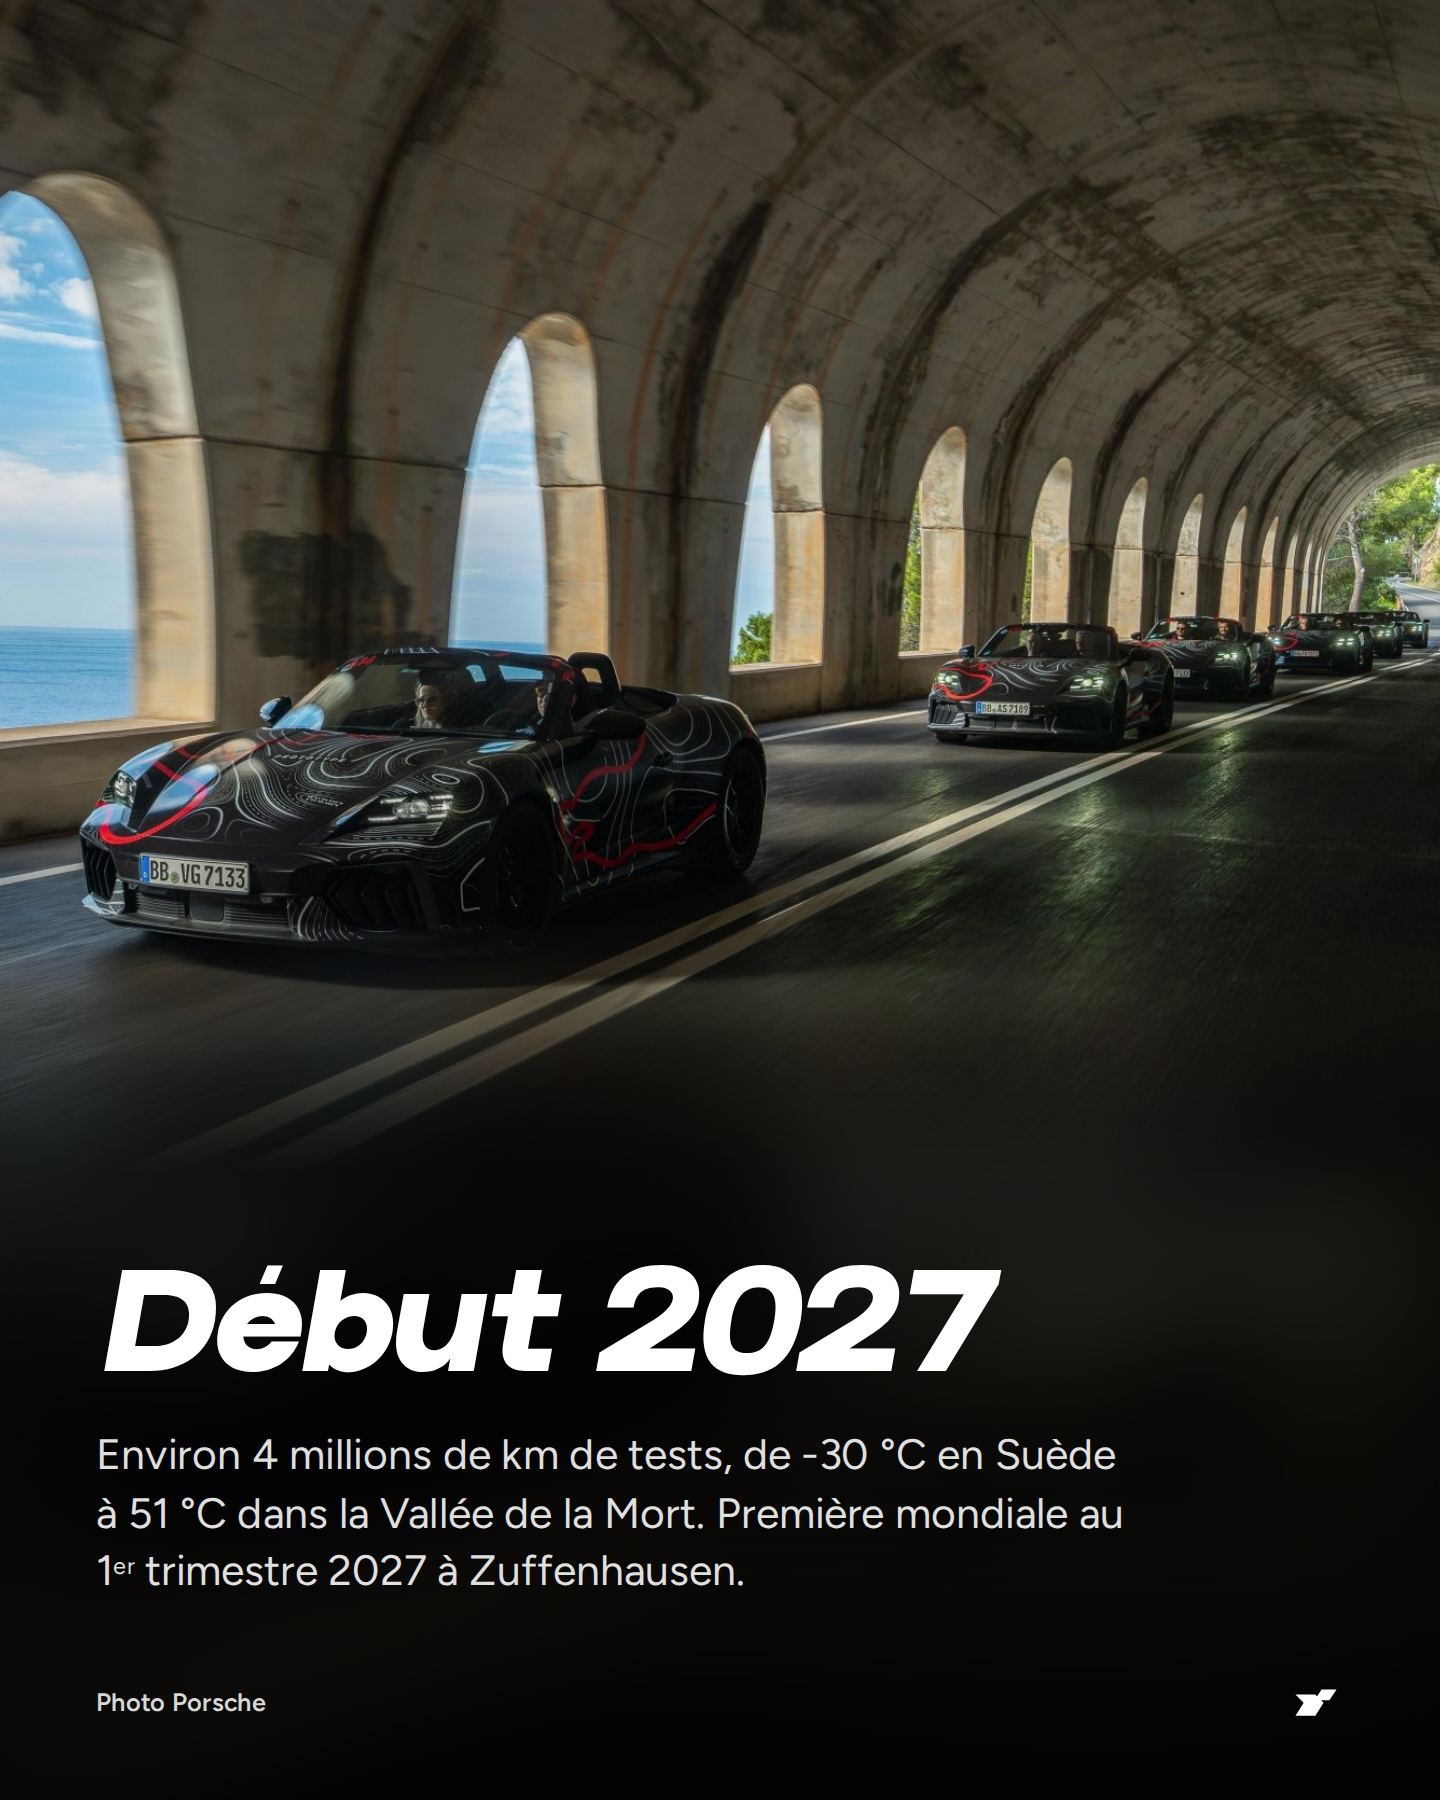 BB VG 7133
BB AS 7189
Début 2027
Environ 4 millions de km de tests, de -30 °C en Suède
à 51 °C dans la Vallée de la Mort. Première mondiale au
1er trimestre 2027 à Zuffenhausen.
Photo Porsche